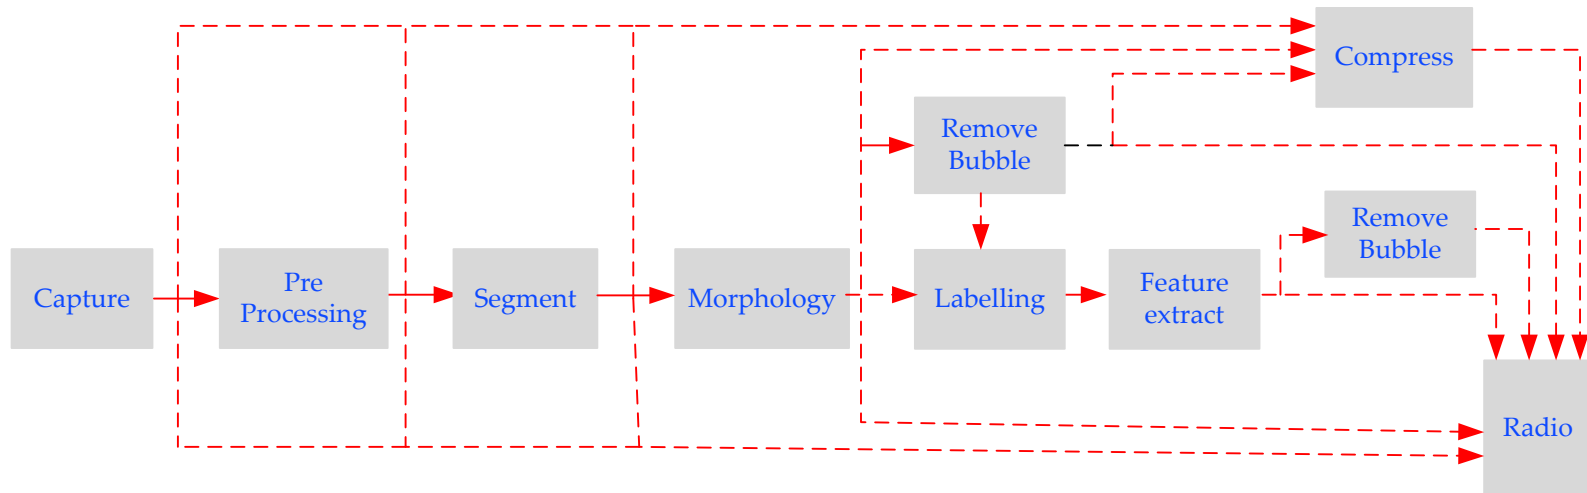 Compress
Remove
Bubble
Remove
Bubble
Capture
Pre
Processing
Segment
Morphology
Labelling
Feature
extract
Radio